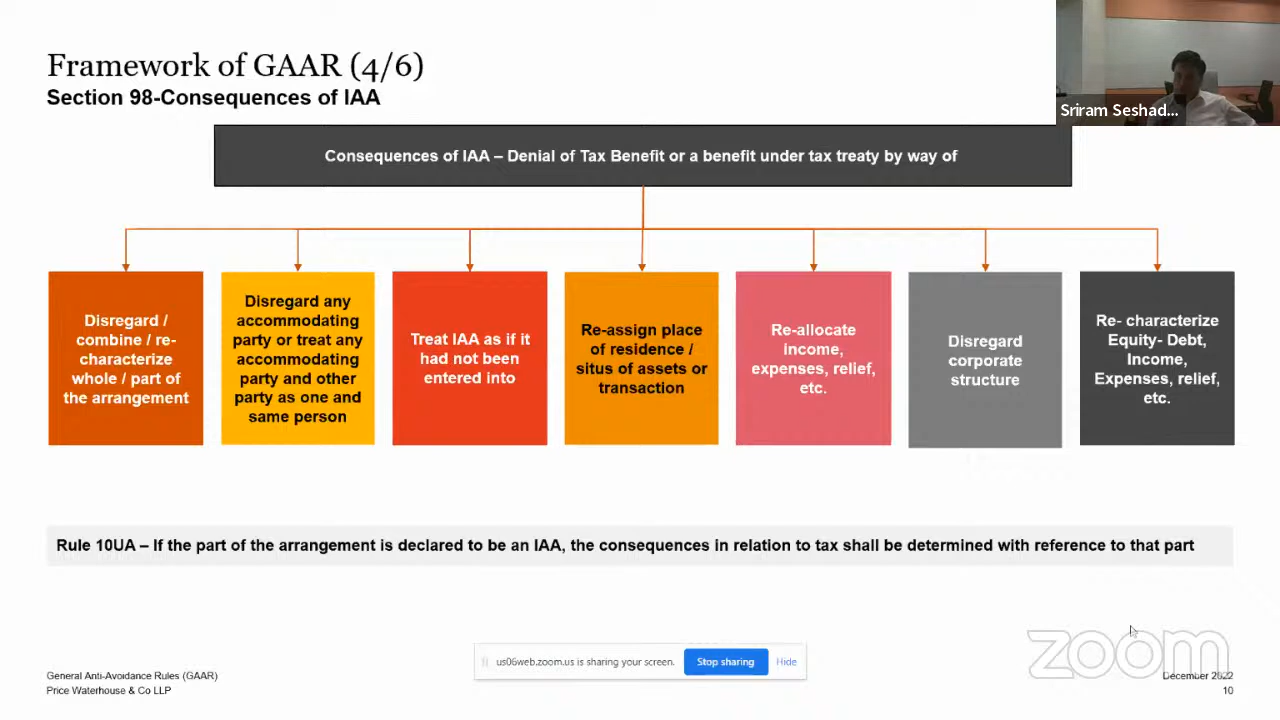 Framework of GAAR (4/6)
Section 98-Consequences of IAA
Sriram Seshad...
Consequences of IAA – Denial of Tax Benefit or a benefit under tax treaty by way of
Disregard /
combine / re-
characterize
whole / part of
the arrangement
Disregard any
accommodating
party or treat any
accommodating
party and other
party as one and
same person
Treat IAA as if it
had not been
entered into
Re-assign place
of residence /
situs of assets or
transaction
Re-allocate
income,
expenses, relief,
etc.
Disregard
corporate
structure
Re- characterize
Equity- Debt,
Income,
Expenses, relief,
etc.
Rule 10UA – If the part of the arrangement is declared to be an IAA, the consequences in relation to tax shall be determined with reference to that part
us06web.zoom.us is sharing your screen.
Stop sharing
Hide
zoom
General Anti-Avoidance Rules (GAAR)
Price Waterhouse & Co LLP
December 2022
10